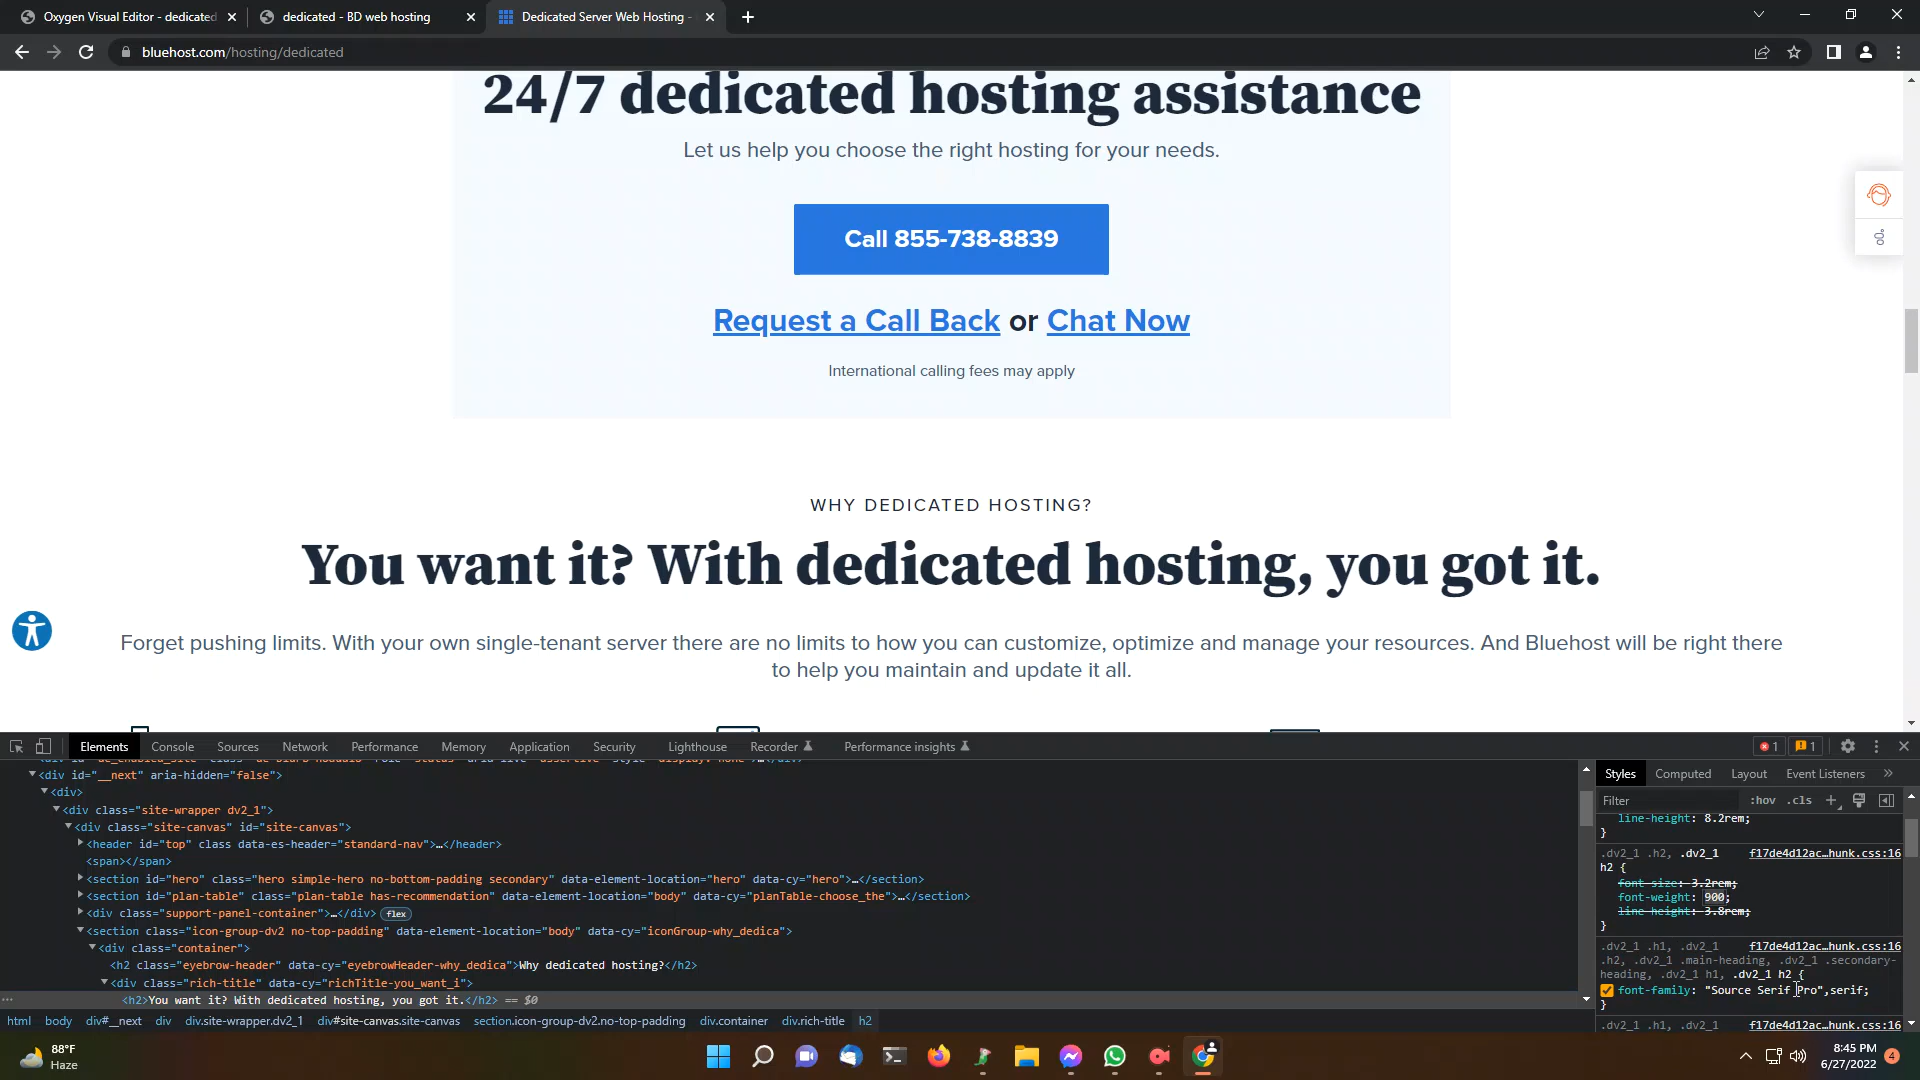 Oxygen Visual Editor - dedicated
dedicated - BD web hosting
Dedicated Server Web Hosting -
bluehost.com/hosting/dedicated
24/7 dedicated hosting assistance
Let us help you choose the right hosting for your needs.
Call 855-738-8839
Request a Call Back or Chat Now
International calling fees may apply
WHY DEDICATED HOSTING?
You want it? With dedicated hosting, you got it.
Forget pushing limits. With your own single-tenant server there are no limits to how you can customize, optimize and manage your resources. And Bluehost will be right there
to help you maintain and update it all.
Elements Console Sources Network Performance Memory Application Security Lighthouse Recorder Performance insights
1 1
<div id="__next" aria-hidden="false">
<div>
<div class="site-wrapper dv2_1">
<div class="site-canvas" id="site-canvas">
<header id="top" class data-es-header="standard-nav">…</header>
<span></span>
<section id="hero" class="hero simple-hero no-bottom-padding secondary" data-element-location="hero" data-cy="hero">…</section>
<section id="plan-table" class="plan-table has-recommendation" data-element-location="body" data-cy="planTable-choose_the">…</section>
<div class="support-panel-container">…</div> flex
<section class="icon-group-dv2 no-top-padding" data-element-location="body" data-cy="iconGroup-why_dedica">
<div class="container">
<h2 class="eyebrow-header" data-cy="eyebrowHeader-why_dedica">Why dedicated hosting?</h2>
<div class="rich-title" data-cy="richTitle-you_want_i">
<h2>You want it? With dedicated hosting, you got it.</h2> == $0
html body div#__next div div.site-wrapper.dv2_1 div#site-canvas.site-canvas section.icon-group-dv2.no-top-padding div.container div.rich-title h2
Styles Computed Layout Event Listeners »
Filter :hov .cls +
line-height: 8.2rem;
}
.dv2_1 .h2, .dv2_1 f17de4d12ac…hunk.css:16
h2 {
font-size: 3.2rem;
font-weight: 900;
line-height: 3.8rem;
}
.dv2_1 .h1, .dv2_1 f17de4d12ac…hunk.css:16
.h2, .dv2_1 .main-heading, .dv2_1 .secondary-
heading, .dv2_1 h1, .dv2_1 h2 {
font-family: "Source Serif Pro",serif;
}
.dv2_1 .h1, .dv2_1 f17de4d12ac…hunk.css:16
88°F
Haze
8:45 PM
6/27/2022
4